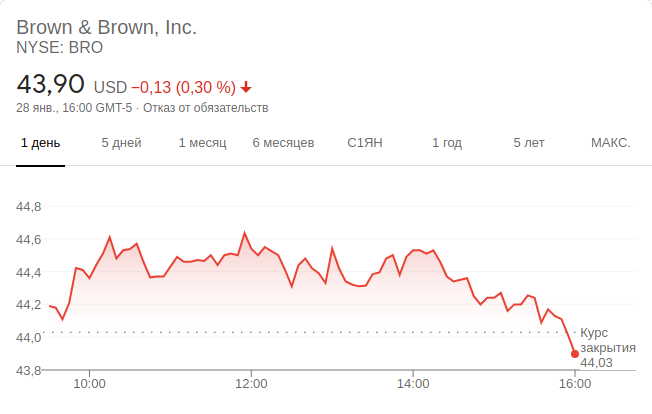 Brown & Brown, Inc.
NYSE: BRO
43,90 USD −0,13 (0,30 %)
28 янв., 16:00 GMT-5 · Отказ от обязательств
1 день 5 дней 1 месяц 6 месяцев С1ЯН 1 год 5 лет МАКС.
44,8
44,6
44,4
44,2
44,0
43,8
Курс
закрытия
44,03
10:00 12:00 14:00 16:00